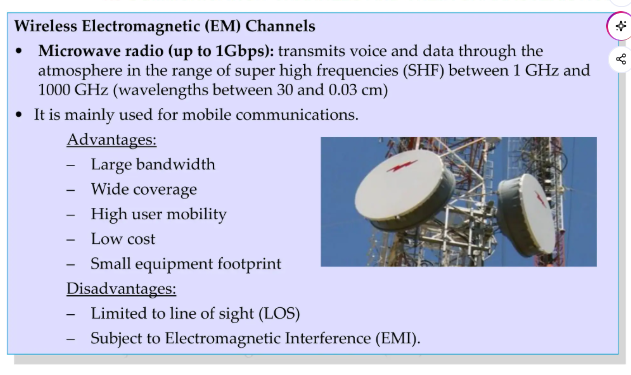 Wireless Electromagnetic (EM) Channels
• Microwave radio (up to 1Gbps): transmits voice and data through the
atmosphere in the range of super high frequencies (SHF) between 1 GHz and
1000 GHz (wavelengths between 30 and 0.03 cm)
• It is mainly used for mobile communications.
Advantages:
– Large bandwidth
– Wide coverage
– High user mobility
– Low cost
– Small equipment footprint
Disadvantages:
– Limited to line of sight (LOS)
– Subject to Electromagnetic Interference (EMI).